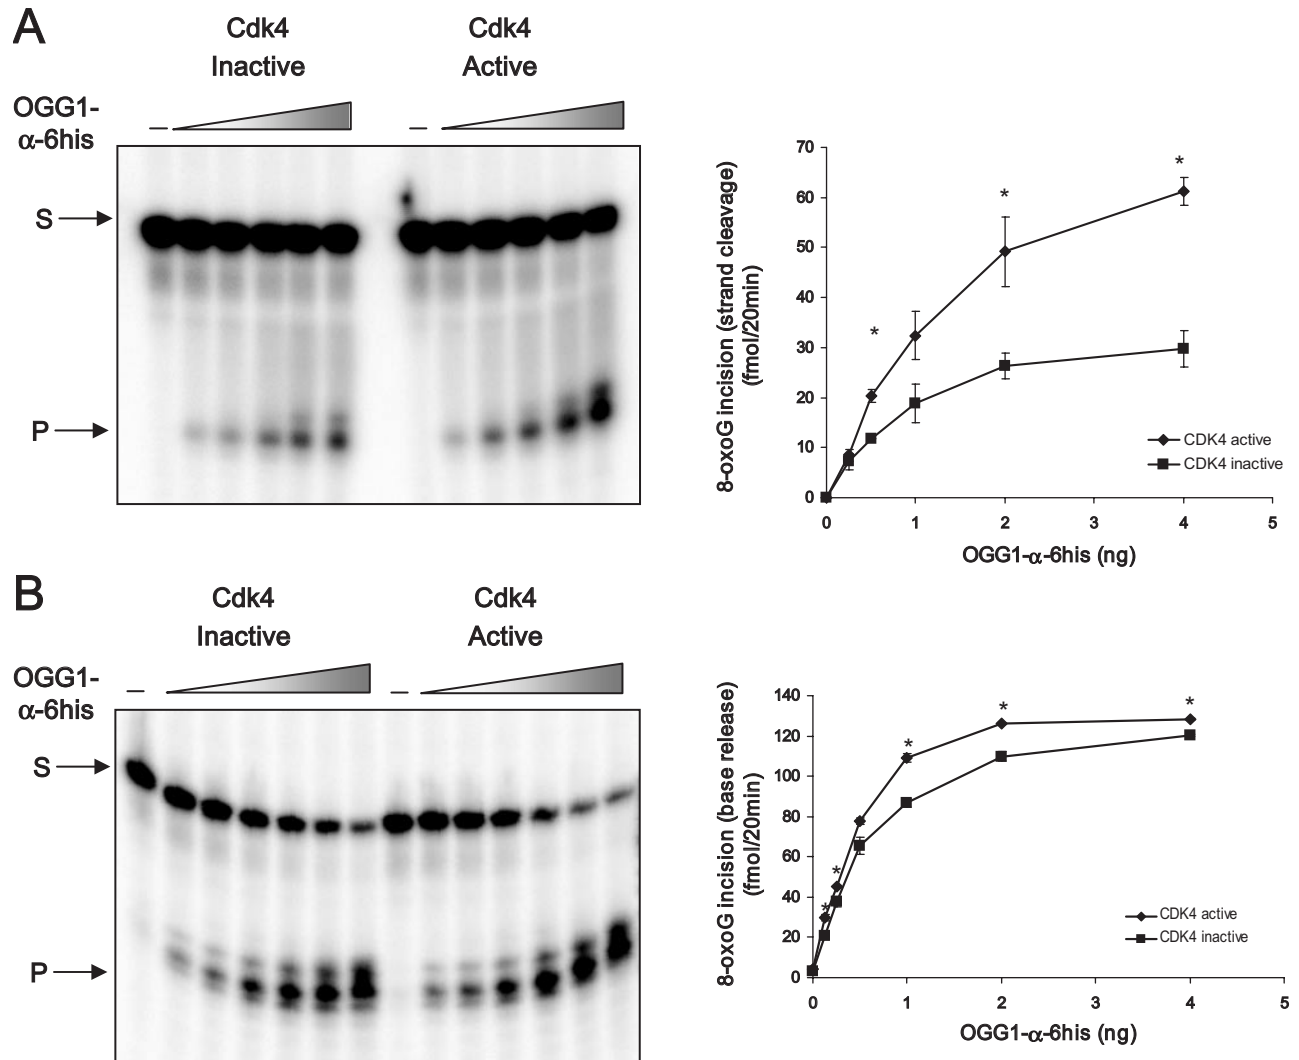 A
Cdk4
Inactive
Cdk4
Active
OGG1-
α-6his
S
P
70
60
50
40
30
20
10
0
0 1 2 3 4 5
8-oxoG incision (strand cleavage)
(fmol/20min)
OGG1-α-6his (ng)
* * *
CDK4 active
CDK4 inactive
B
Cdk4
Inactive
Cdk4
Active
OGG1-
α-6his
S
P
140
120
100
80
60
40
20
0
0 1 2 3 4 5
8-oxoG incision (base release)
(fmol/20min)
OGG1-α-6his (ng)
* * * * *
CDK4 active
CDK4 inactive